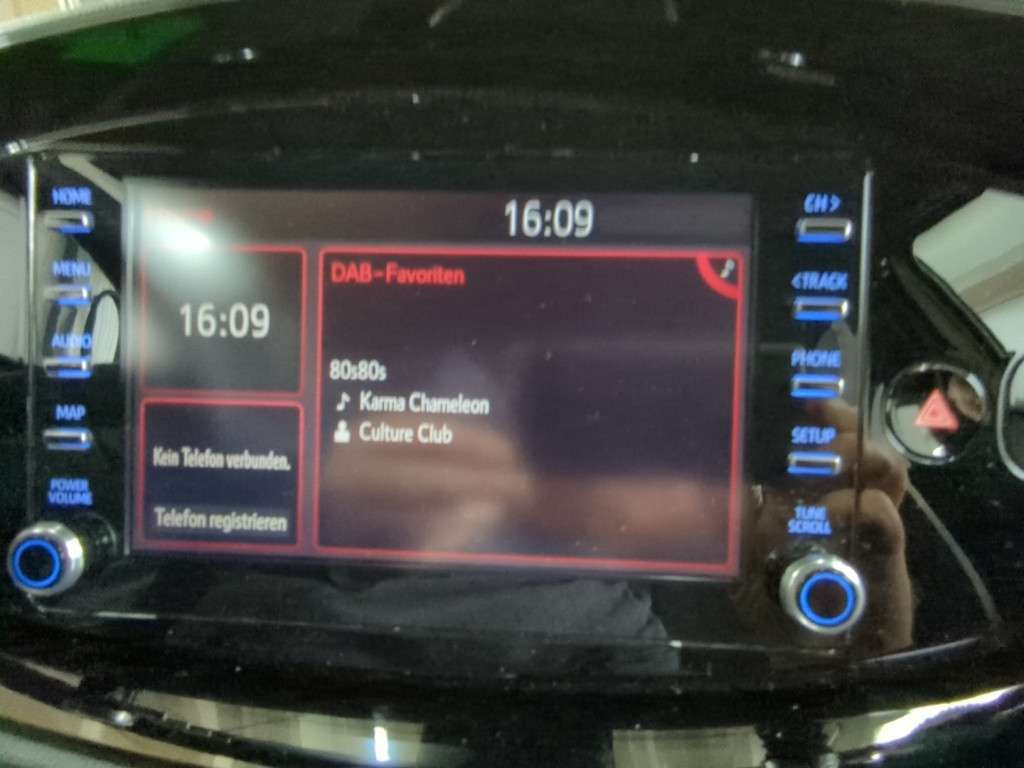 16:09
HOME
MENU
AUDIO
MAP
POWER
VOLUME
16:09
Kein Telefon verbunden.
Telefon registrieren
DAB-Favoriten
80s80s
Karma Chameleon
Culture Club
CH >
< TRACK
PHONE
SETUP
TUNE
SCROLL